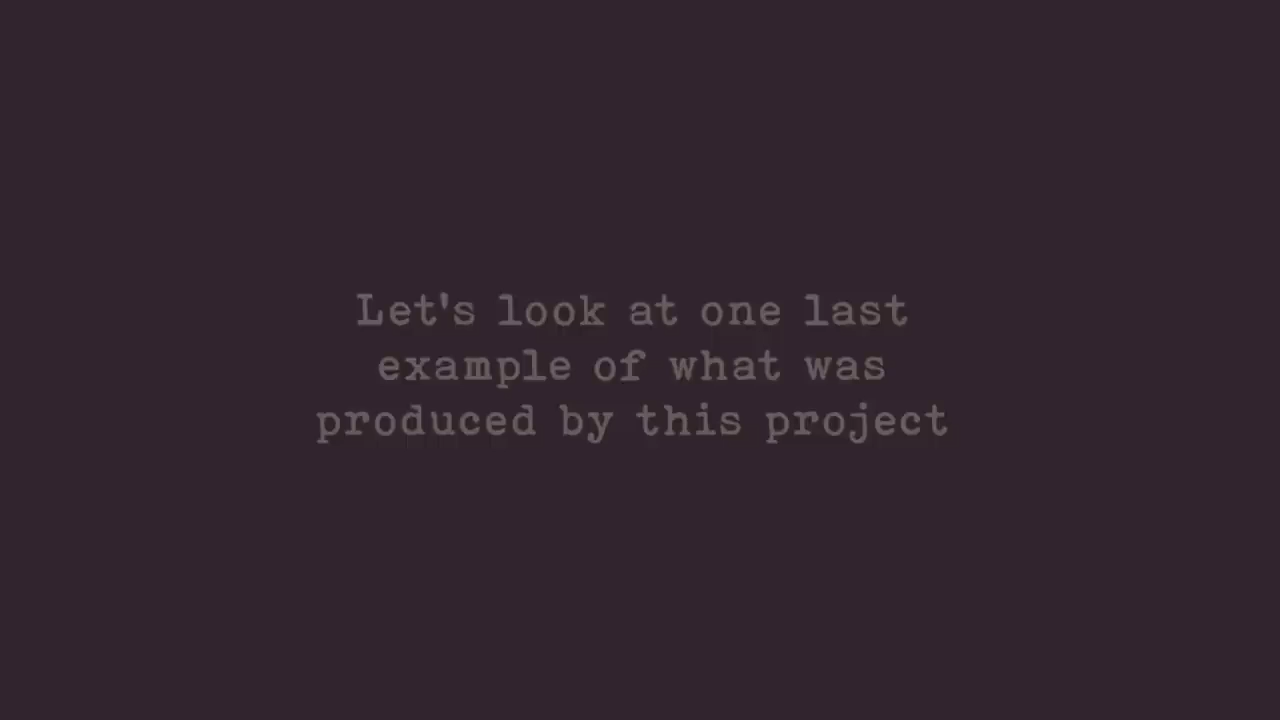 Let's look at one last
example of what was
produced by this project